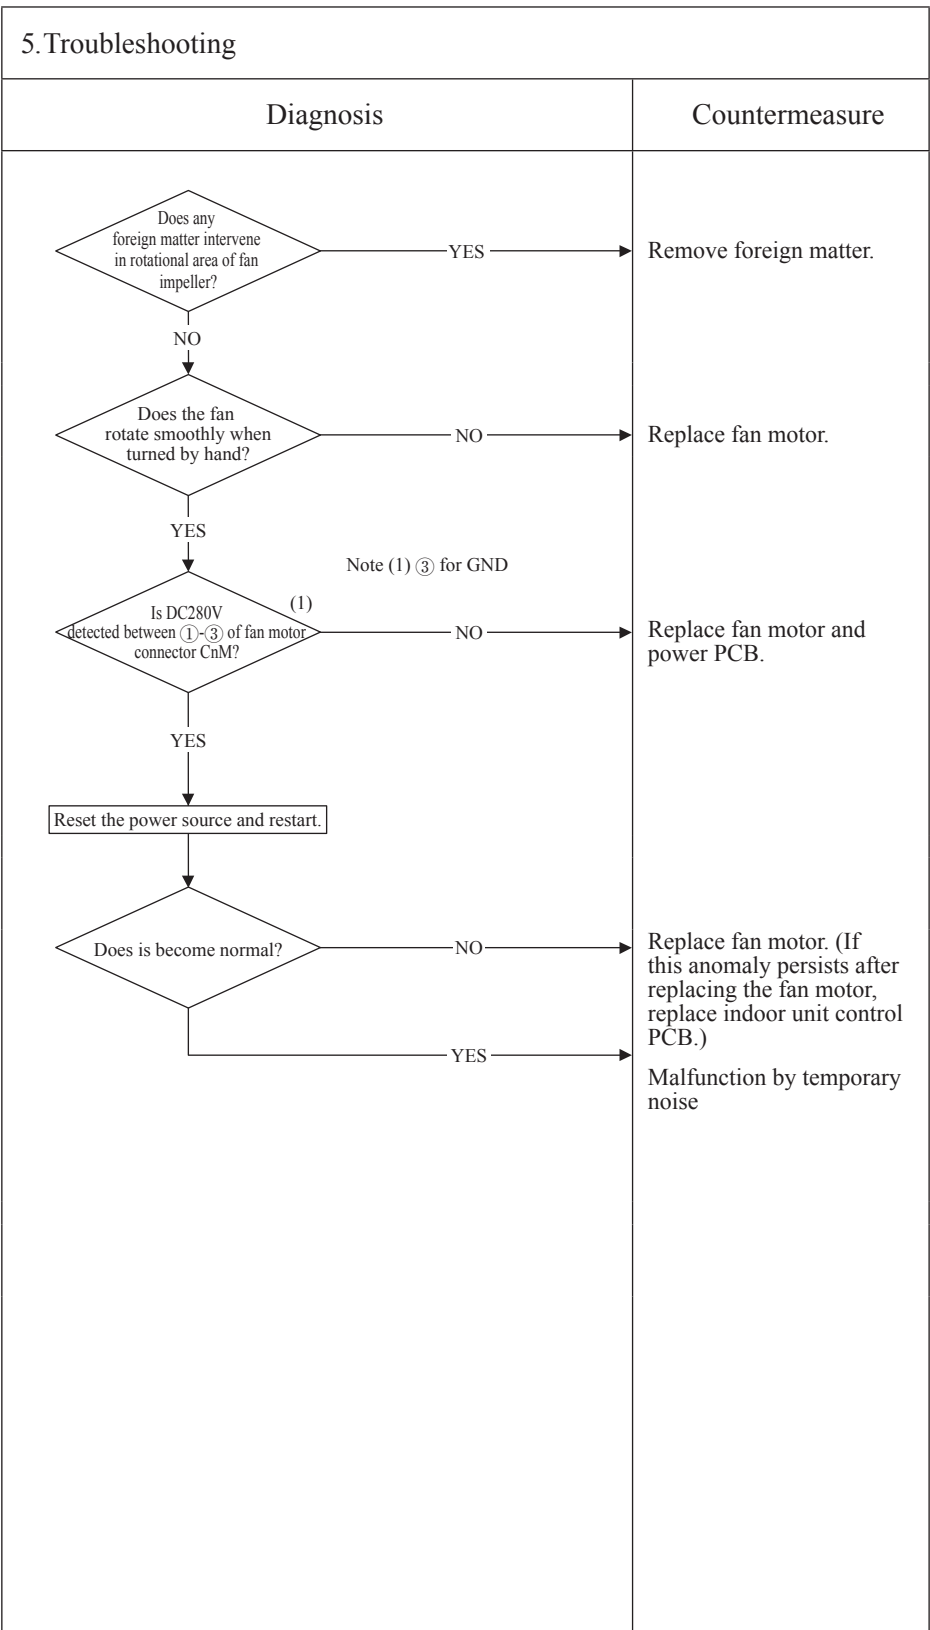 5.Troubleshooting
Diagnosis
Countermeasure
Does any
foreign matter intervene
in rotational area of fan
impeller?
YES
Remove foreign matter.
NO
Does the fan
rotate smoothly when
turned by hand?
NO
Replace fan motor.
YES
Note (1) ③ for GND
(1)
Is DC280V
detected between ①-③ of fan motor
connector CnM?
NO
Replace fan motor and
power PCB.
YES
Reset the power source and restart.
Does is become normal?
NO
Replace fan motor. (If
this anomaly persists after
replacing the fan motor,
replace indoor unit control
PCB.)
YES
Malfunction by temporary
noise